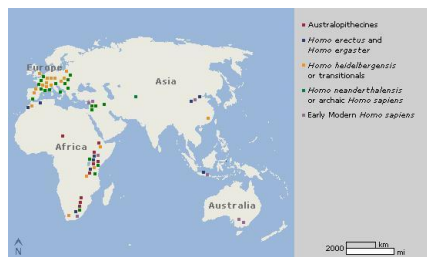 Europe
Asia
Africa
Australia
N
2000 km
mi
Australopithecines
Homo erectus and
Homo ergaster
Homo heidelbergensis
or transitionals
Homo neanderthalensis
or archaic Homo sapiens
Early Modern Homo sapiens